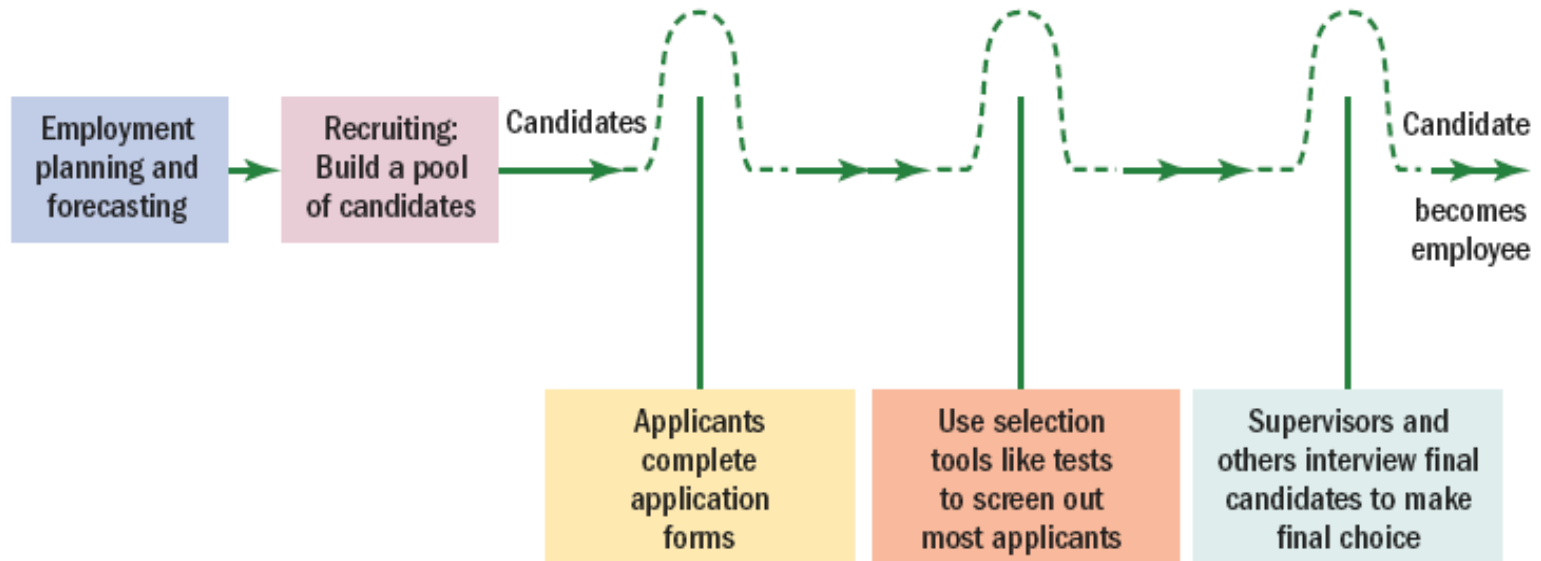 Employment
planning and
forecasting
Recruiting:
Build a pool
of candidates
Candidates
Applicants
complete
application
forms
Use selection
tools like tests
to screen out
most applicants
Supervisors and
others interview final
candidates to make
final choice
Candidate
becomes
employee